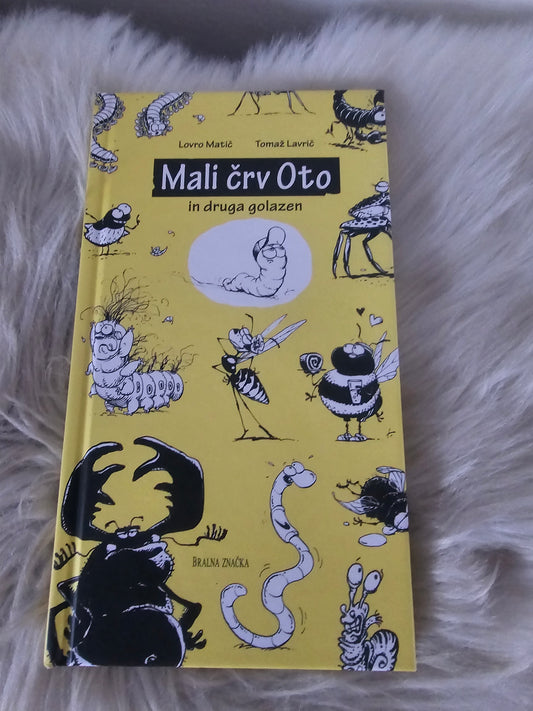 Lovro Matič Tomaž Lavrič
Mali črv Oto
in druga golazen
BRALNA ZNAČKA